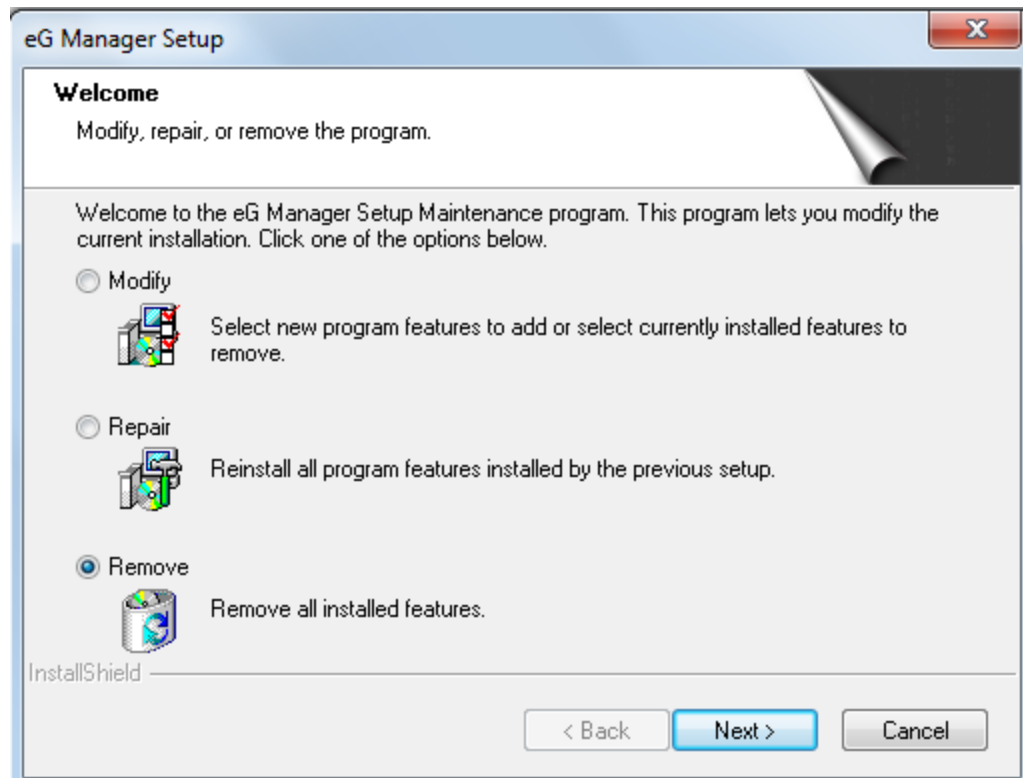 eG Manager Setup
Welcome
Modify, repair, or remove the program.
Welcome to the eG Manager Setup Maintenance program. This program lets you modify the
current installation. Click one of the options below.
Modify
Select new program features to add or select currently installed features to
remove.
Repair
Reinstall all program features installed by the previous setup.
Remove
Remove all installed features.
InstallShield
< Back Next > Cancel